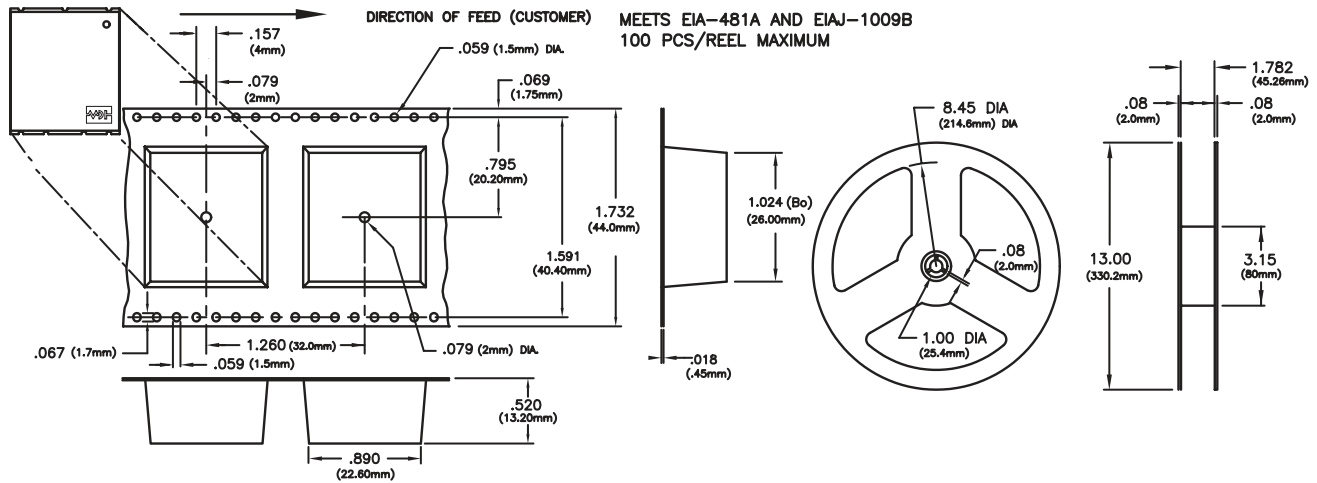 DIRECTION OF FEED (CUSTOMER)
MEETS EIA-481A AND EIAJ-1009B
100 PCS/REEL MAXIMUM
.157
(4mm)
.059 (1.5mm) DIA.
.079
(2mm)
.069
(1.75mm)
.795
(20.20mm)
1.732
(44.0mm)
1.591
(40.40mm)
.067 (1.7mm)
1.260 (32.0mm)
.059 (1.5mm)
.079 (2mm) DIA.
.520
(13.20mm)
.890
(22.60mm)
1.024 (Bo)
(26.00mm)
.018
(.45mm)
8.45 DIA
(214.6mm) DIA
.08
(2.0mm)
1.00 DIA
(25.4mm)
1.782
(45.26mm)
.08
(2.0mm)
.08
(2.0mm)
13.00
(330.2mm)
3.15
(80mm)